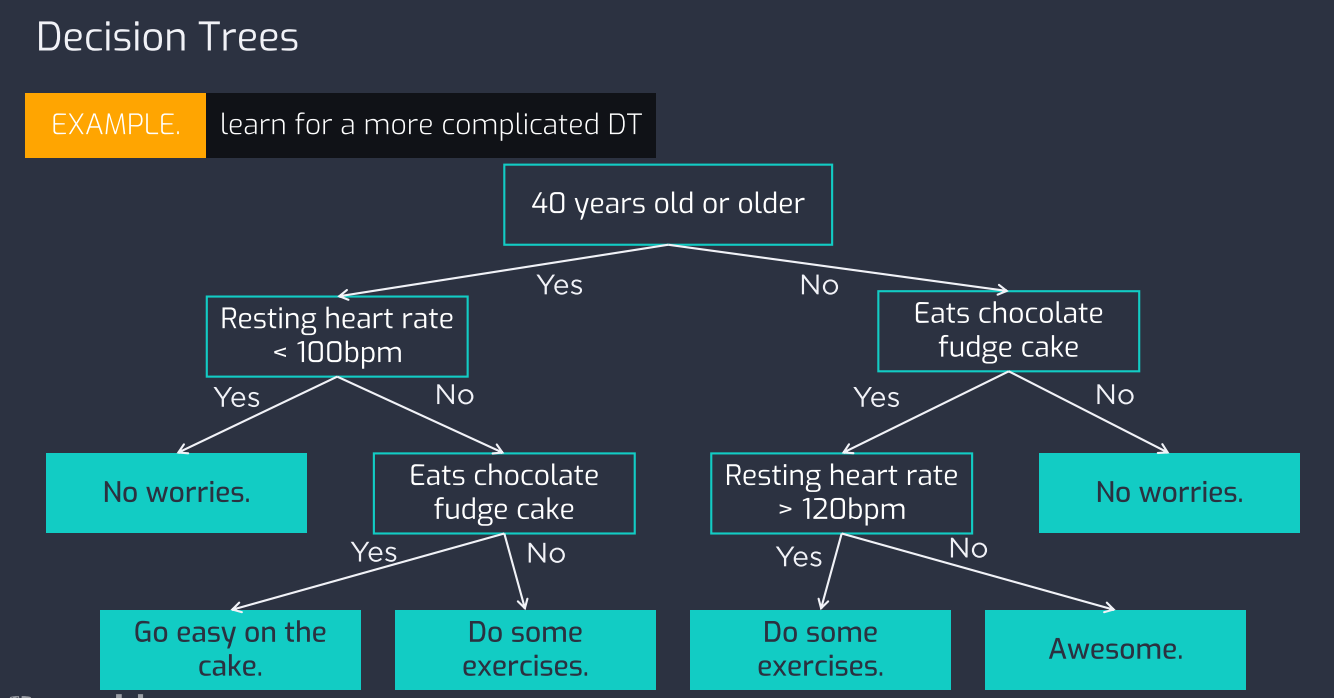 Decision Trees
EXAMPLE.
learn for a more complicated DT
40 years old or older
Yes
No
Resting heart rate
< 100bpm
Eats chocolate
fudge cake
Yes
No
Yes
No
No worries.
Eats chocolate
fudge cake
Resting heart rate
> 120bpm
No worries.
Yes
No
Yes
No
Go easy on the
cake.
Do some
exercises.
Do some
exercises.
Awesome.